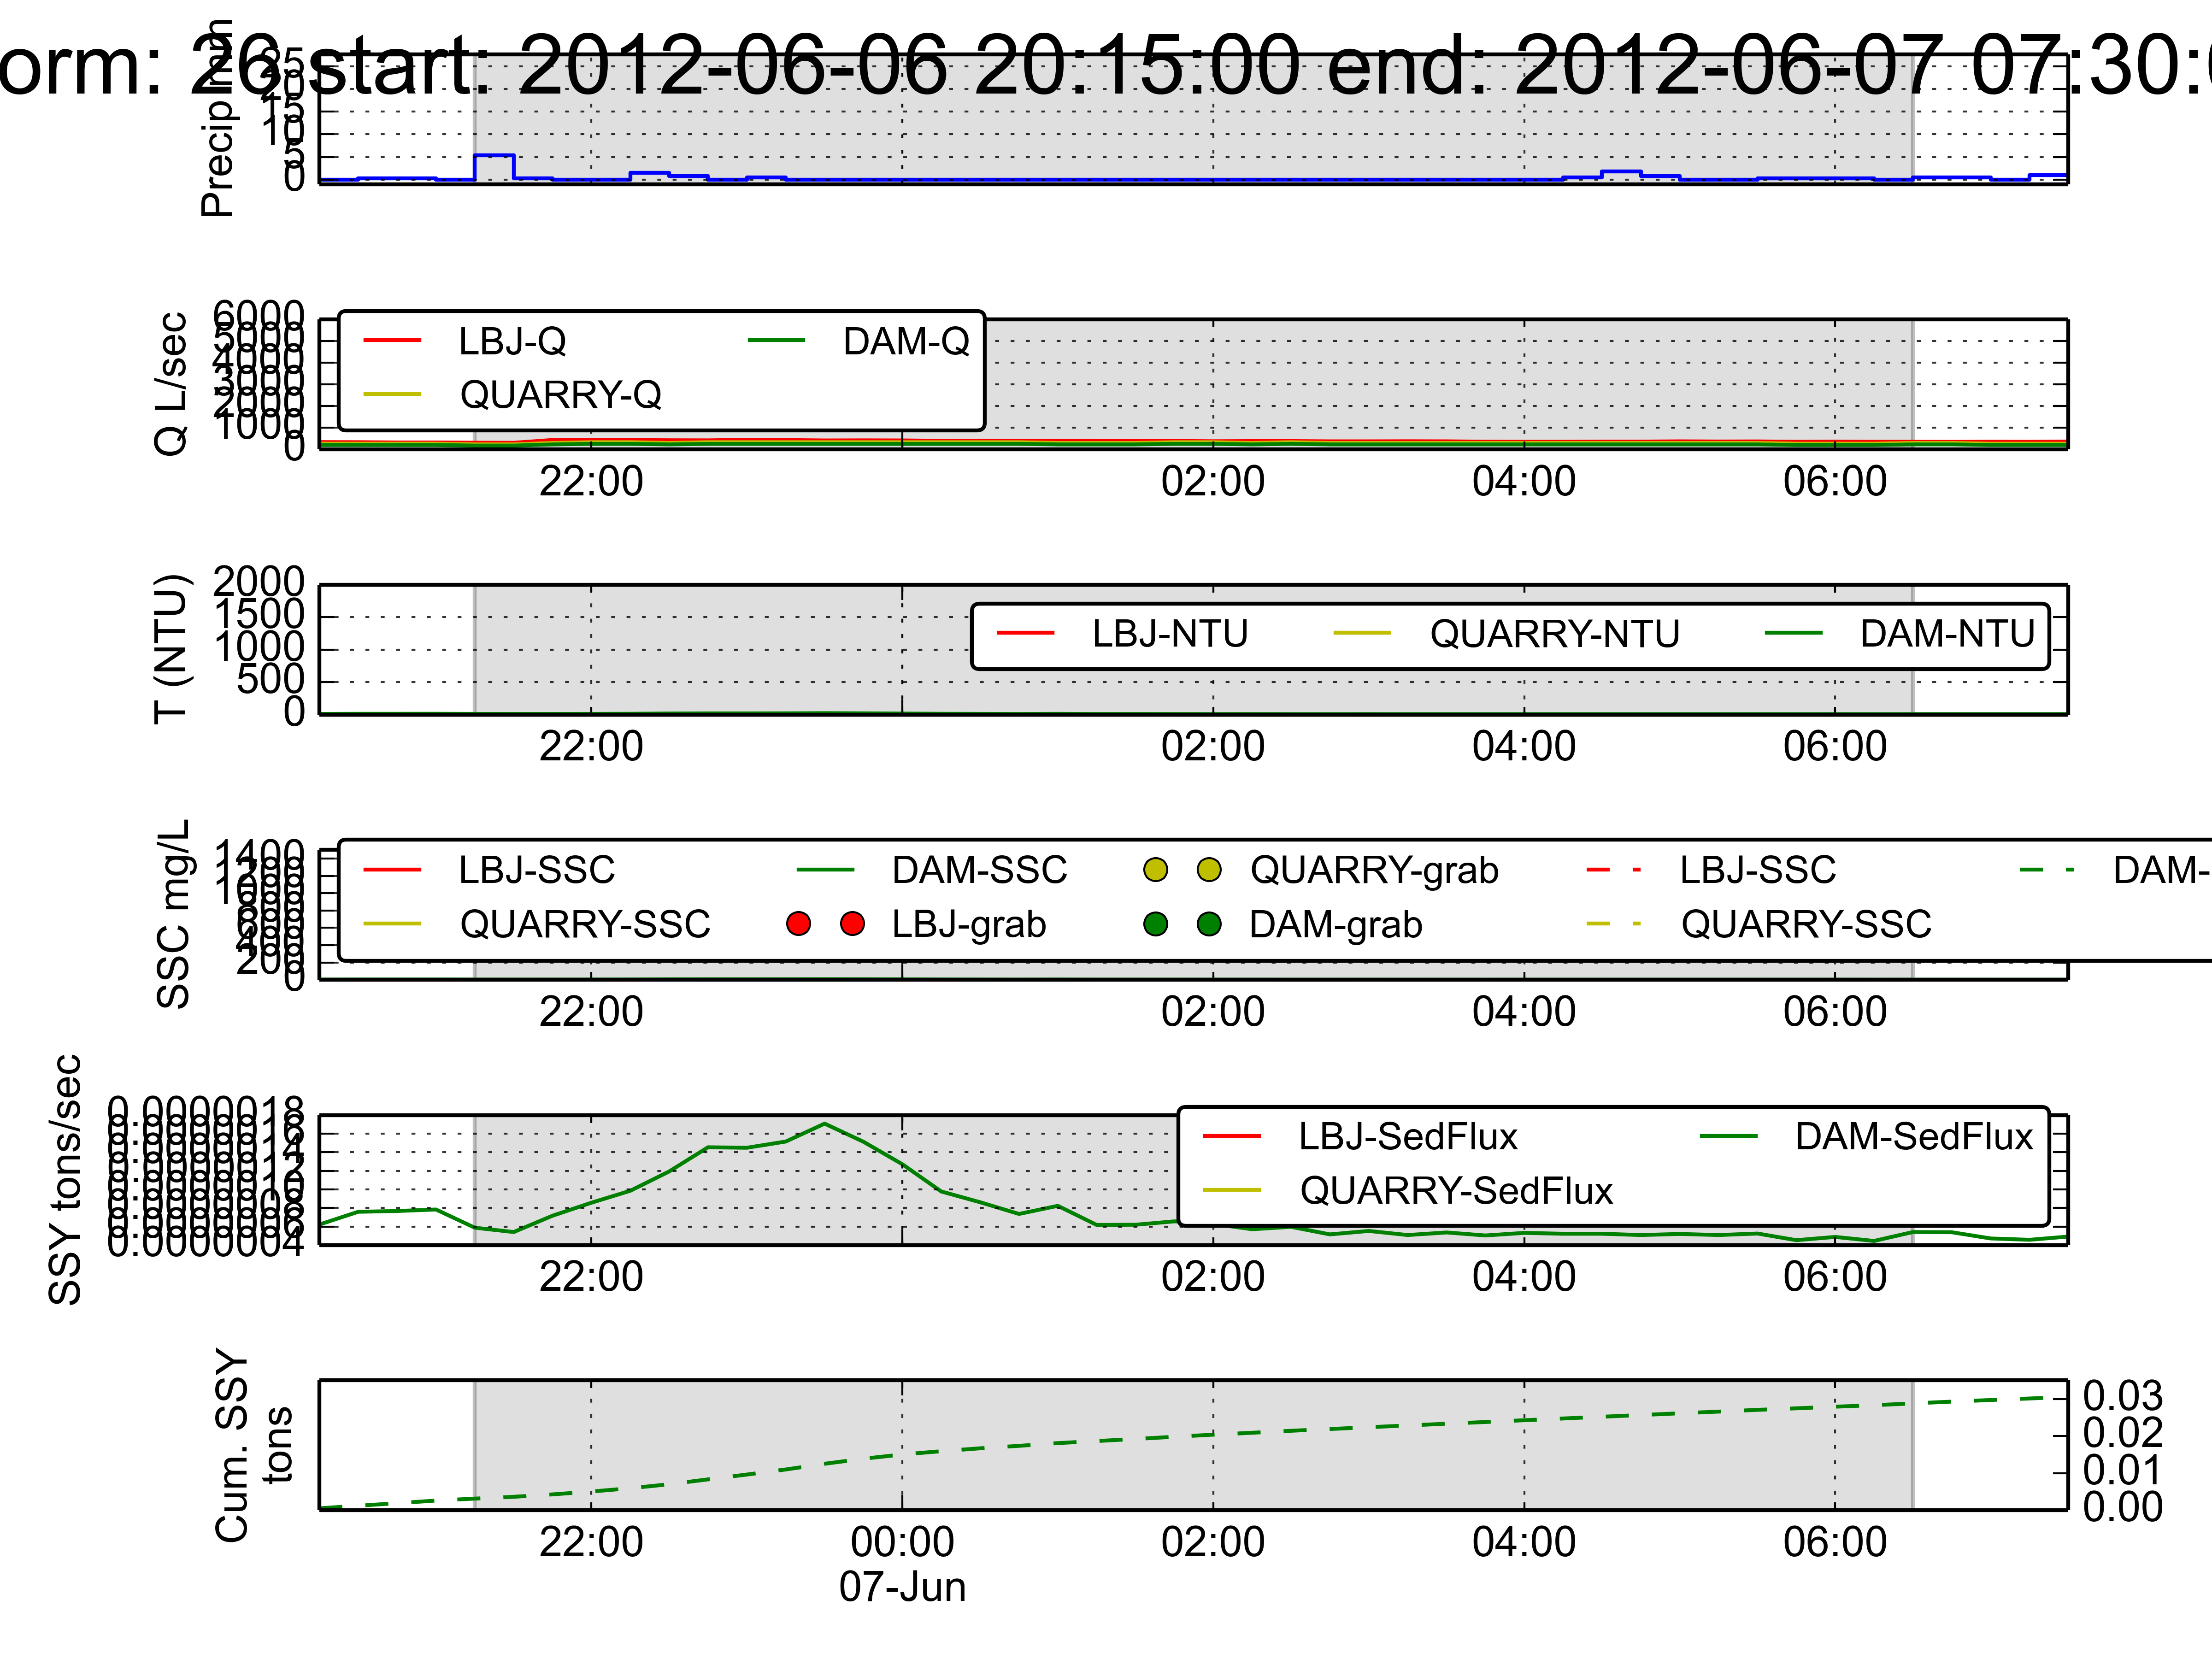 orm: 26 start: 2012-06-06 20:15:00 end: 2012-06-07 07:30:0
Precip mm
25
15
10
5
0
Q L/sec
6000
5000
4000
3000
2000
1000
0
LBJ-Q
DAM-Q
QUARRY-Q
22:00
02:00
04:00
06:00
T (NTU)
2000
1500
1000
500
0
LBJ-NTU
QUARRY-NTU
DAM-NTU
22:00
02:00
04:00
06:00
SSC mg/L
1400
1200
1000
800
600
400
200
0
LBJ-SSC
DAM-SSC
QUARRY-grab
LBJ-SSC
DAM-
QUARRY-SSC
LBJ-grab
DAM-grab
QUARRY-SSC
22:00
02:00
04:00
06:00
SSY tons/sec
0.0000018
0.0000016
0.0000014
0.0000012
0.0000010
0.0000008
0.0000006
0.0000004
LBJ-SedFlux
DAM-SedFlux
QUARRY-SedFlux
22:00
02:00
04:00
06:00
Cum. SSY
tons
0.03
0.02
0.01
0.00
22:00
00:00
02:00
04:00
06:00
07-Jun